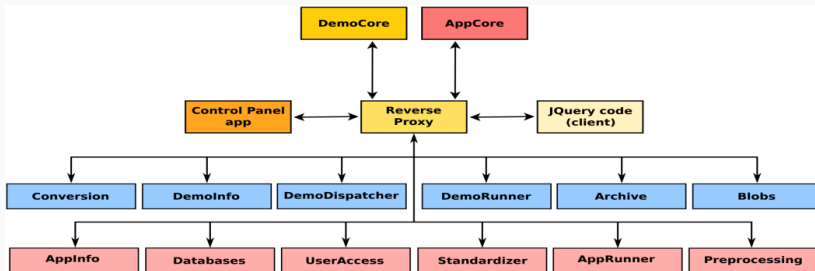 DemoCore
AppCore
Control Panel
app
Reverse
Proxy
JQuery code
(client)
Conversion
DemoInfo
DemoDispatcher
DemoRunner
Archive
Blobs
AppInfo
Databases
UserAccess
Standardizer
AppRunner
Preprocessing